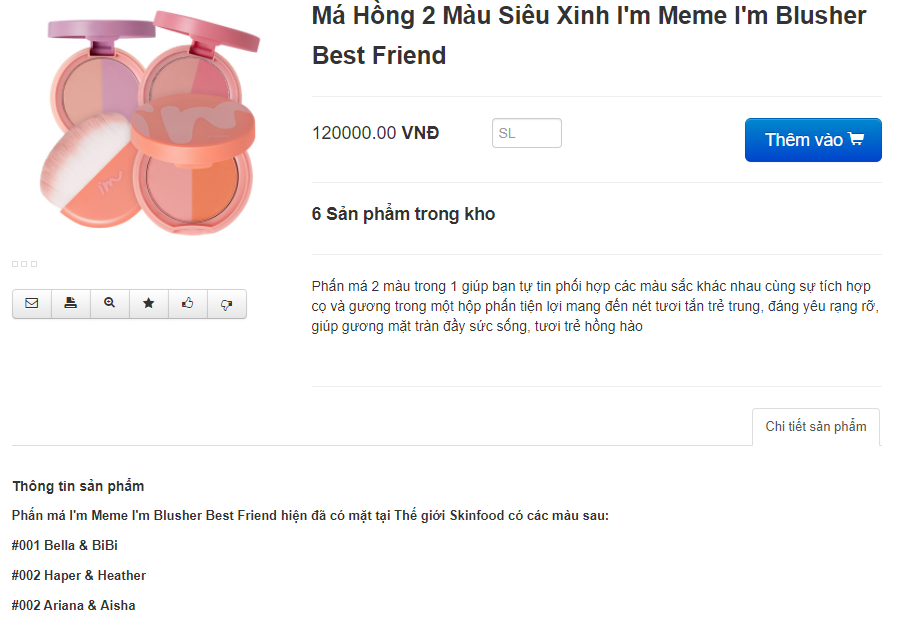 Má Hồng 2 Màu Siêu Xinh I'm Meme I'm Blusher
Best Friend
120000.00 VNĐ
SL
Thêm vào
6 Sản phẩm trong kho
im
Phấn má 2 màu trong 1 giúp bạn tự tin phối hợp các màu sắc khác nhau cùng sự tích hợp
cọ và gương trong một hộp phấn tiện lợi mang đến nét tươi tắn trẻ trung, đáng yêu rạng rỡ,
giúp gương mặt tràn đầy sức sống, tươi trẻ hồng hào
Chi tiết sản phẩm
Thông tin sản phẩm
Phấn má I'm Meme I'm Blusher Best Friend hiện đã có mặt tại Thế giới Skinfood có các màu sau:
#001 Bella & BiBi
#002 Haper & Heather
#002 Ariana & Aisha